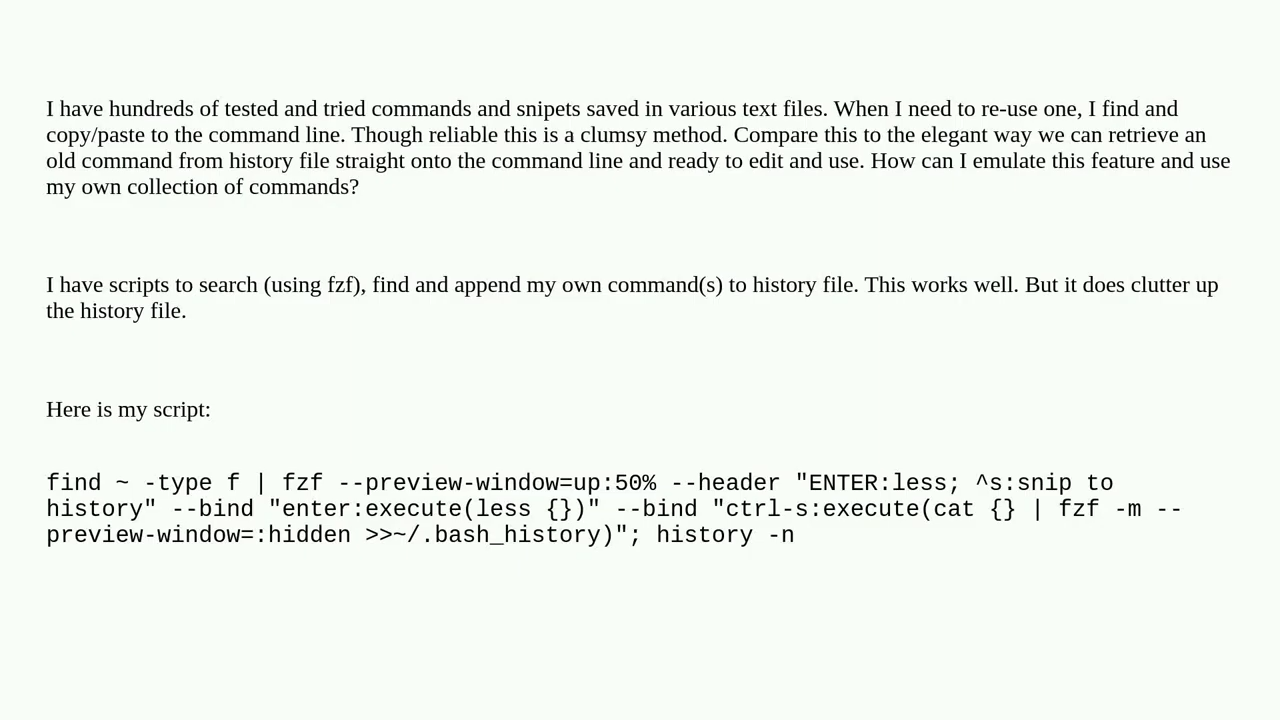 I have hundreds of tested and tried commands and snipets saved in various text files. When I need to re-use one, I find and
copy/paste to the command line. Though reliable this is a clumsy method. Compare this to the elegant way we can retrieve an
old command from history file straight onto the command line and ready to edit and use. How can I emulate this feature and use
my own collection of commands?
I have scripts to search (using fzf), find and append my own command(s) to history file. This works well. But it does clutter up
the history file.
Here is my script:
find ~ -type f | fzf --preview-window=up:50% --header "ENTER:less; ^s:snip to
history" --bind "enter:execute(less {})" --bind "ctrl-s:execute(cat {} | fzf -m --
preview-window=:hidden >>~/.bash_history)"; history -n